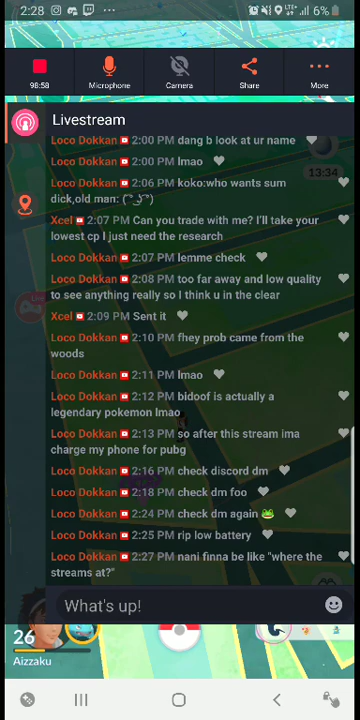 2:28 ... LTE+ 6%
98:58 Microphone Camera Share More
Livestream
Loco Dokkan 2:00 PM dang b look at ur name
13:34
Loco Dokkan 2:00 PM lmao
Loco Dokkan 2:06 PM koko:who wants sum
dick,old man: ( ͡° ͜ʖ ͡°)
Xcel 2:07 PM Can you trade with me? I'll take your
lowest cp I just need the research
Loco Dokkan 2:07 PM lemme check
Loco Dokkan 2:08 PM too far away and low quality
to see anything really so I think u in the clear
Xcel 2:09 PM Sent it
Loco Dokkan 2:10 PM fhey prob came from the
woods
Loco Dokkan 2:11 PM lmao
Loco Dokkan 2:12 PM bidoof is actually a
legendary pokemon lmao
Loco Dokkan 2:13 PM so after this stream ima
charge my phone for pubg
Loco Dokkan 2:16 PM check discord dm
Loco Dokkan 2:18 PM check dm foo
Loco Dokkan 2:24 PM check dm again 🐸
Loco Dokkan 2:25 PM rip low battery
Loco Dokkan 2:27 PM nani finna be like "where the
streams at?"
What's up!
26
Aizzaku